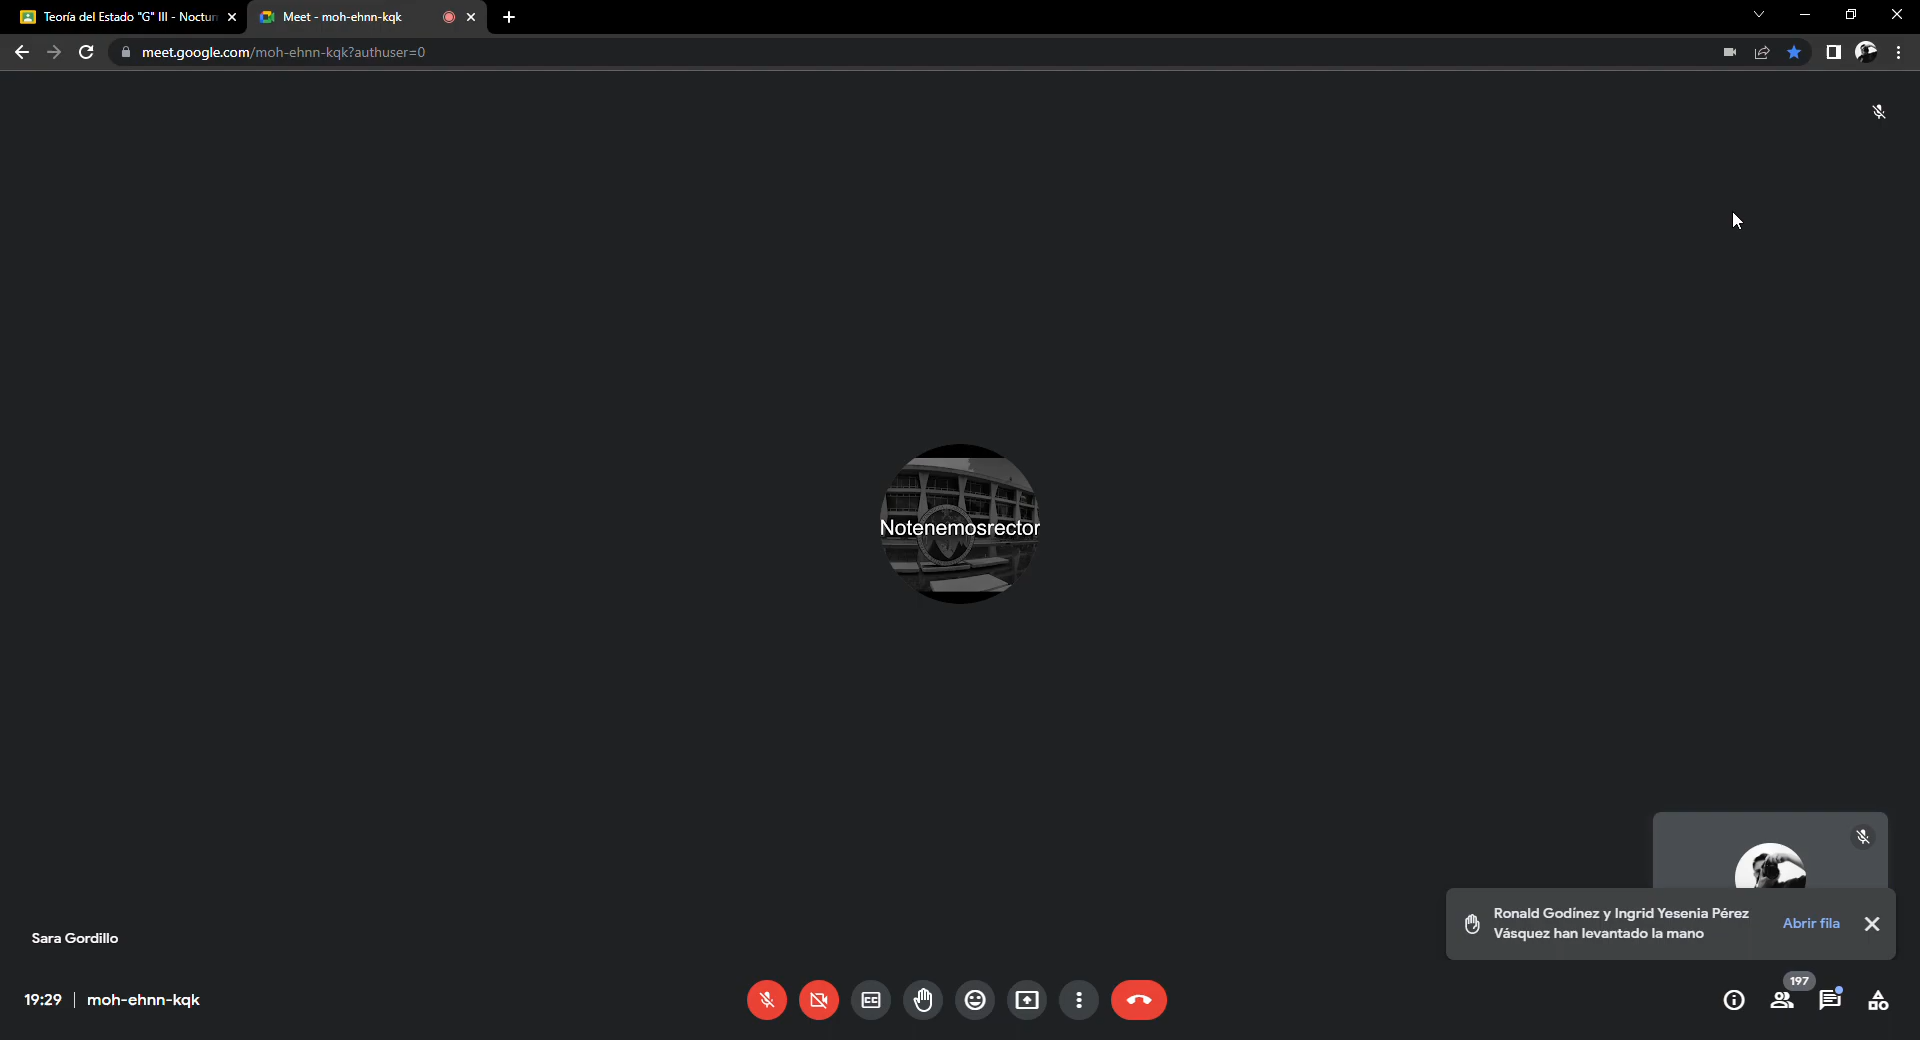 Teoría del Estado "G" III - Noctur
Meet - moh-ehnn-kqk
meet.google.com/moh-ehnn-kqk?authuser=0
Notenemosrector
Ronald Godínez y Ingrid Yesenia Pérez
Vásquez han levantado la mano
Abrir fila
Sara Gordillo
197
19:29 | moh-ehnn-kqk
CC